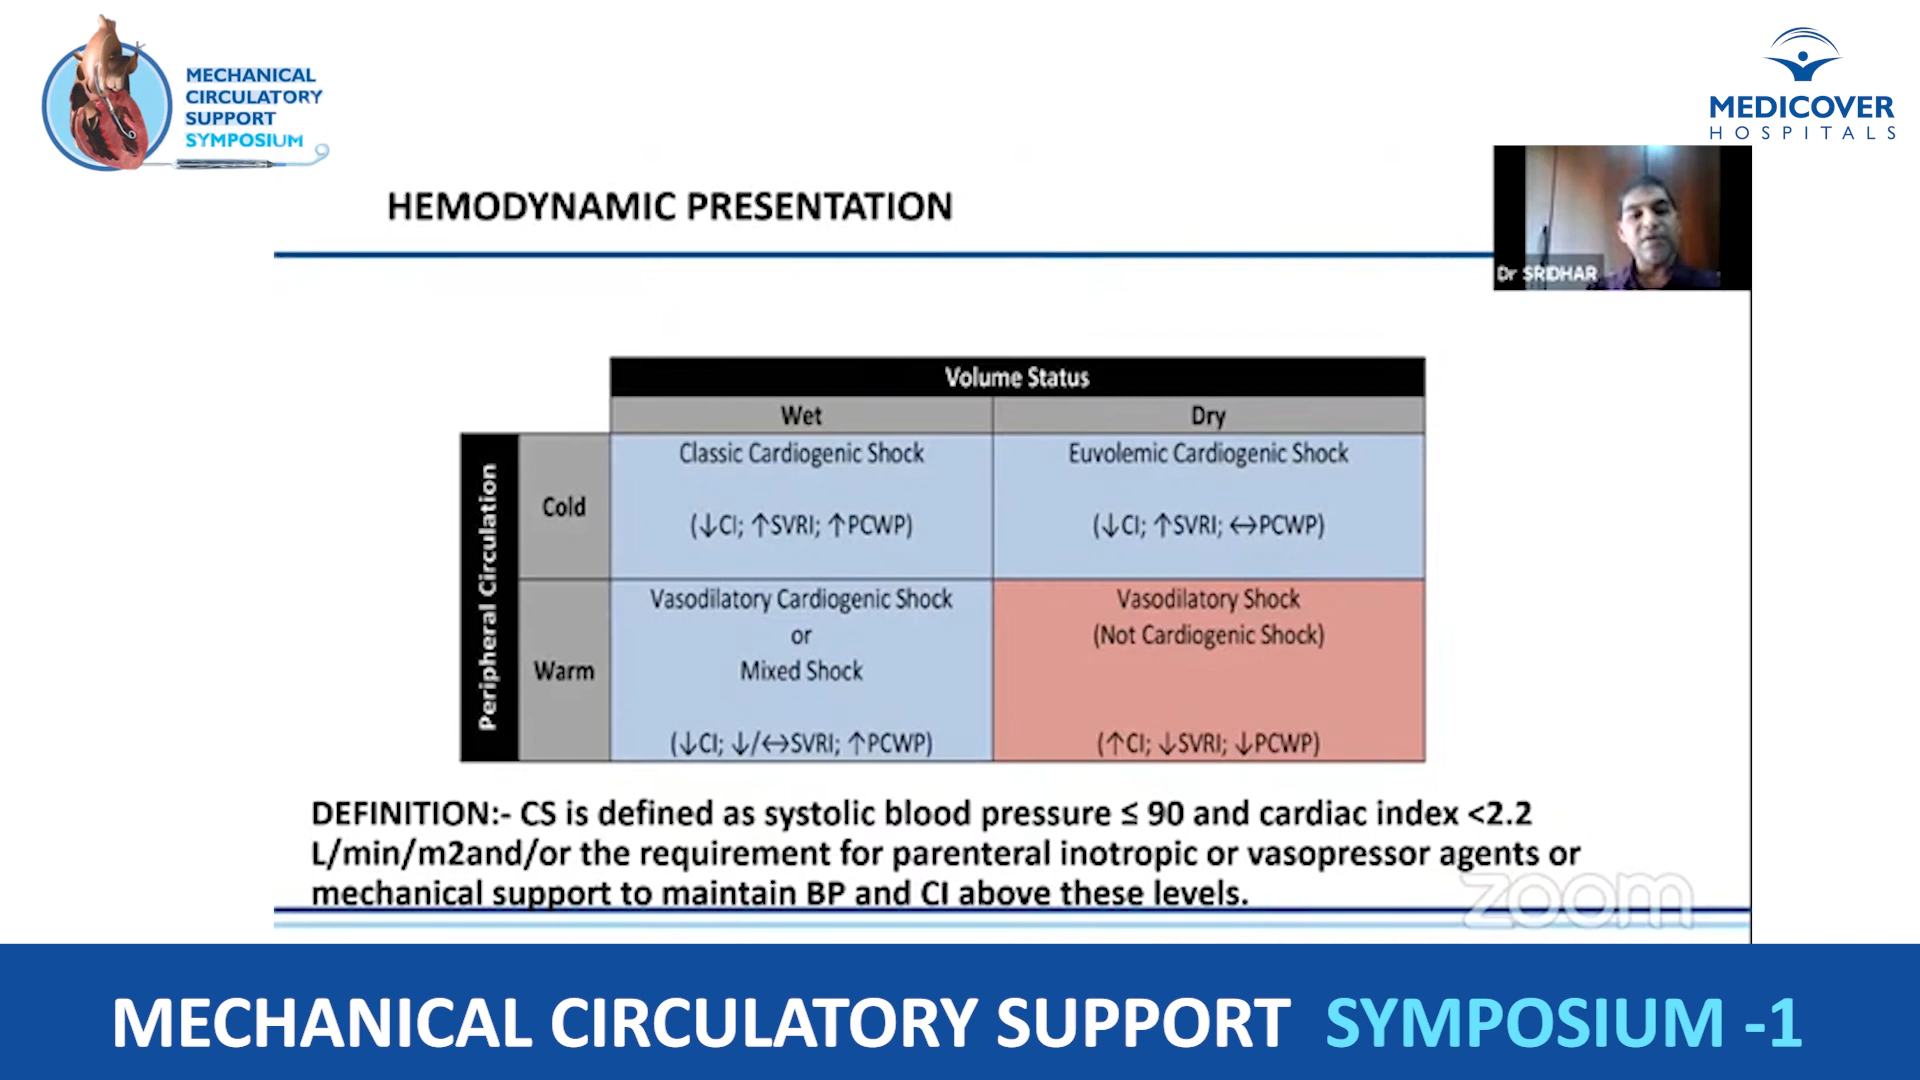 MECHANICAL
CIRCULATORY
SUPPORT
SYMPOSIUM
MEDICOVER
HOSPITALS
HEMODYNAMIC PRESENTATION
Dr SRIDHAR
Volume Status
Wet
Dry
Peripheral Circulation
Cold
Classic Cardiogenic Shock
(↓CI; ↑SVRI; ↑PCWP)
Euvolemic Cardiogenic Shock
(↓CI; ↑SVRI; ↔PCWP)
Warm
Vasodilatory Cardiogenic Shock
or
Mixed Shock
(↓CI; ↓/↔SVRI; ↑PCWP)
Vasodilatory Shock
(Not Cardiogenic Shock)
(↑CI; ↓SVRI; ↓PCWP)
DEFINITION:- CS is defined as systolic blood pressure ≤ 90 and cardiac index <2.2
L/min/m2and/or the requirement for parenteral inotropic or vasopressor agents or
mechanical support to maintain BP and CI above these levels.
zoom
MECHANICAL CIRCULATORY SUPPORT SYMPOSIUM -1